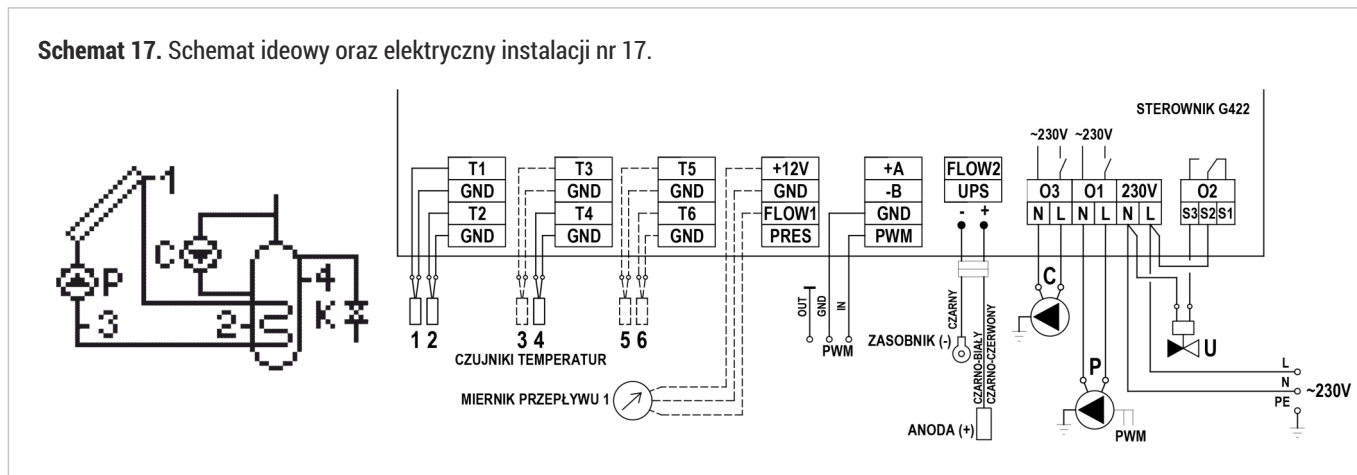 Schemat 17. Schemat ideowy oraz elektryczny instalacji nr 17.
STEROWNIK G422
~230V ~230V
T1 T3 T5 +12V +A FLOW2
GND GND GND GND -B UPS O3 O1 230V O2
T2 T4 T6 FLOW1 GND - + N L N L N L S3 S2 S1
GND GND GND PRES PWM
1
C
P
4
K
3
2
C
OUT
GND
IN
CZARNY
1 2 3 4 5 6 PWM ZASOBNIK (-)
CZARNO-BIAŁY
CZARNO-CZERWONY
U
CZUJNIKI TEMPERATUR
P
L
N ~230V
PE
MIERNIK PRZEPŁYWU 1
ANODA (+)
PWM